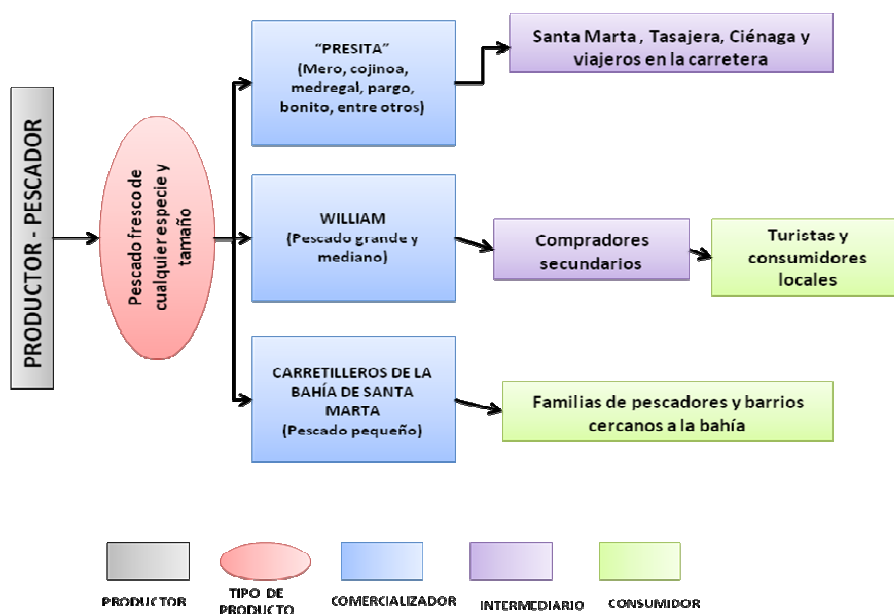 PRODUCTOR - PESCADOR
Pescado fresco de
cualquier especie y
tamaño
“PRESITA”
(Mero, cojinoa,
medregal, pargo,
bonito, entre otros)
Santa Marta , Tasajera, Ciénaga y
viajeros en la carretera
WILLIAM
(Pescado grande y
mediano)
Compradores
secundarios
Turistas y
consumidores
locales
CARRETILLEROS DE LA
BAHÍA DE SANTA
MARTA
(Pescado pequeño)
Familias de pescadores y barrios
cercanos a la bahía
PRODUCTOR
TIPO DE
PRODUCTO
COMERCIALIZADOR
INTERMEDIARIO
CONSUMIDOR